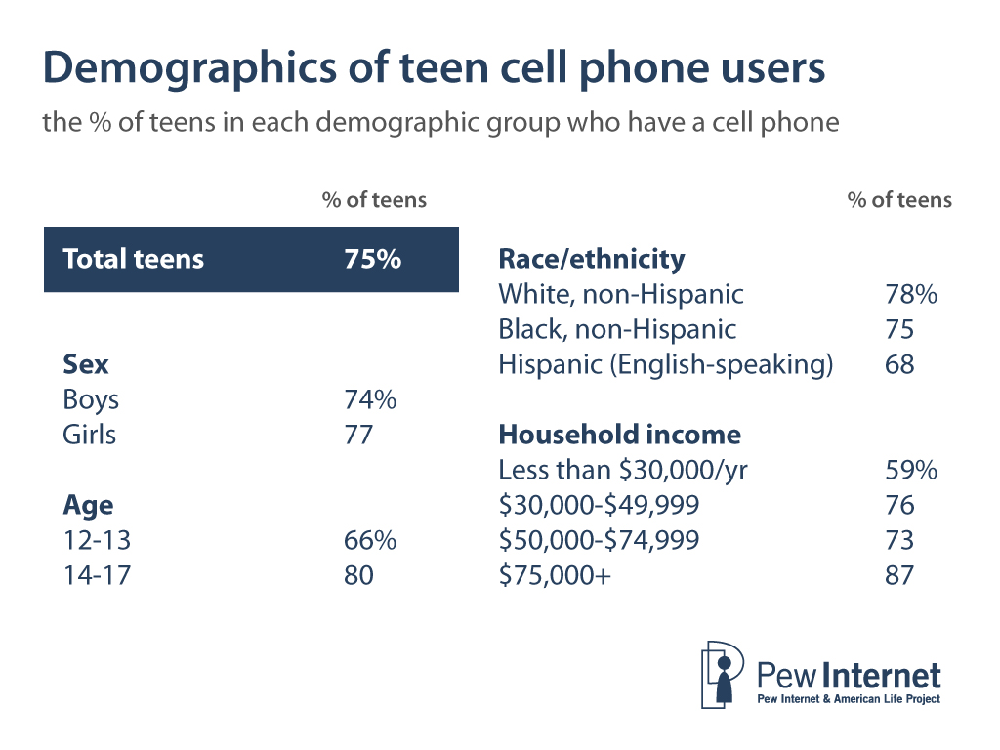 Demographics of teen cell phone users
the % of teens in each demographic group who have a cell phone
% of teens
Total teens 75%
Sex
Boys 74%
Girls 77
Age
12-13 66%
14-17 80
% of teens
Race/ethnicity
White, non-Hispanic 78%
Black, non-Hispanic 75
Hispanic (English-speaking) 68
Household income
Less than $30,000/yr 59%
$30,000-$49,999 76
$50,000-$74,999 73
$75,000+ 87
Pew Internet
Pew Internet & American Life Project